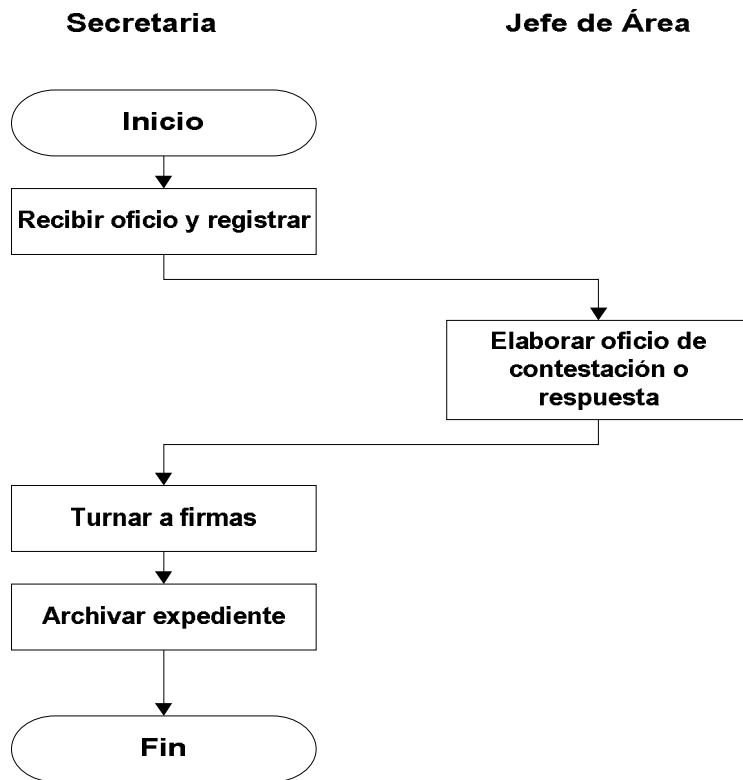 Secretaria
Jefe de Área
Inicio
Recibir oficio y registrar
Elaborar oficio de
contestación o
respuesta
Turnar a firmas
Archivar expediente
Fin